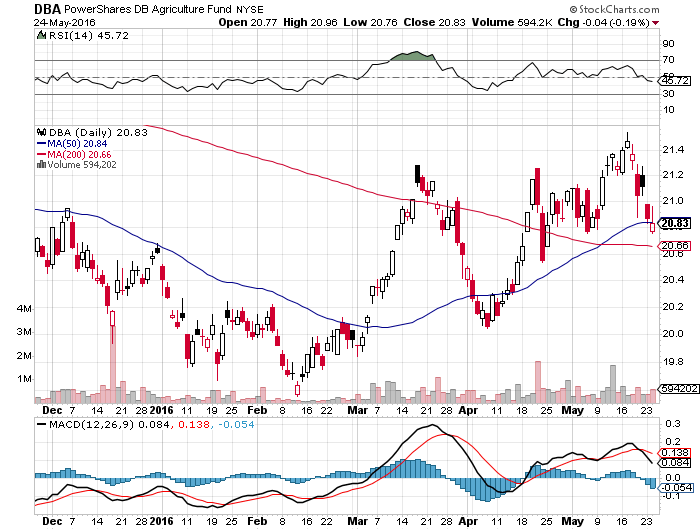 DBA PowerShares DB Agriculture Fund NYSE © StockCharts.com
24-May-2016 Open 20.77 High 20.96 Low 20.76 Close 20.83 Volume 594.2K Chg -0.04 (-0.19%)
RSI(14) 45.72
90
70
50
45.72
30
10
DBA (Daily) 20.83
MA(50) 20.84
MA(200) 20.66
Volume 594,202
21.4
21.2
21.0
20.83
20.8
20.66
20.6
20.4
20.2
20.0
19.8
19.6
4M
3M
2M
1M
594202
Dec 7 14 21 28 2016 11 19 25 Feb 8 16 22 Mar 7 14 21 28 Apr 11 18 25 May 9 16 23
MACD(12,26,9) 0.084, 0.138, -0.054
0.3
0.2
0.138
0.084
0.0
-0.054
-0.1
Dec 7 14 21 28 2016 11 19 25 Feb 8 16 22 Mar 7 14 21 28 Apr 11 18 25 May 9 16 23